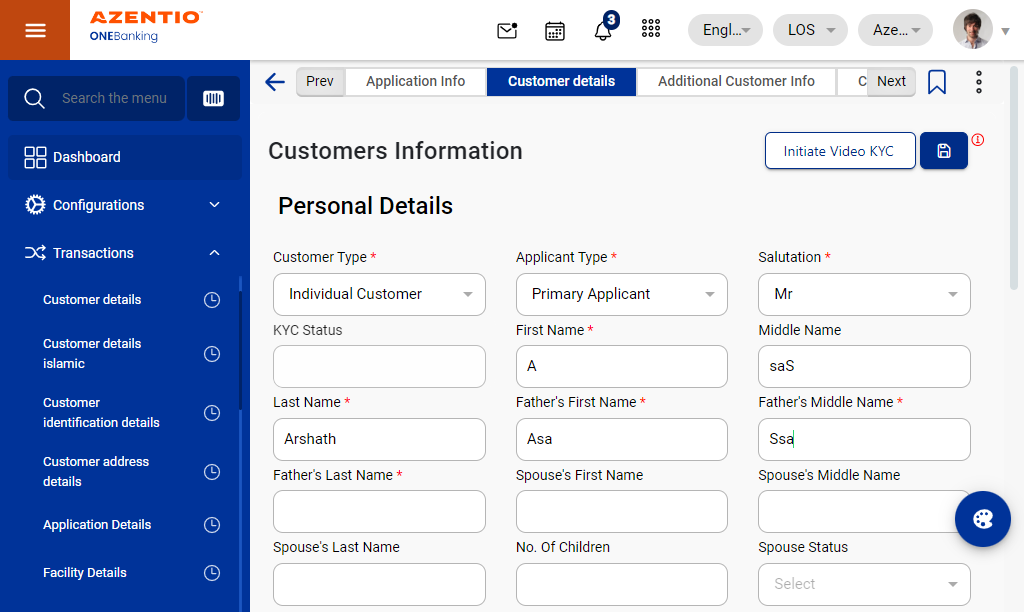 AZENTIO
ONEBanking
3
Engl...
LOS
Aze...
Search the menu
Dashboard
Configurations
Transactions
Customer details
Customer details
islamic
Customer
identification details
Customer address
details
Application Details
Facility Details
Prev
Application Info
Customer details
Additional Customer Info
C
Next
Customers Information
Initiate Video KYC
Personal Details
Customer Type *
Applicant Type *
Salutation *
Individual Customer
Primary Applicant
Mr
KYC Status
First Name *
Middle Name
A
saS
Last Name *
Father's First Name *
Father's Middle Name *
Arshath
Asa
Ssa
Father's Last Name *
Spouse's First Name
Spouse's Middle Name
Spouse's Last Name
No. Of Children
Spouse Status
Select